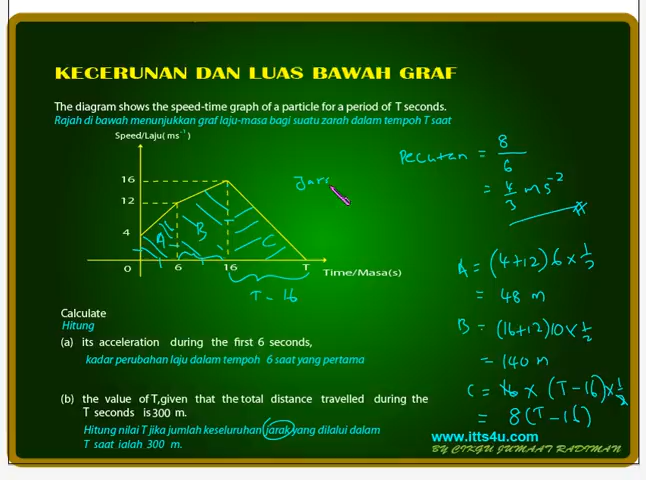 KECERUNAN DAN LUAS BAWAH GRAF
The diagram shows the speed-time graph of a particle for a period of T seconds.
Rajah di bawah menunjukkan graf laju-masa bagi suatu zarah dalam tempoh T saat
Speed/Laju( ms⁻¹ )
16
12
4
0 6 16 T Time/Masa(s)
A B C
T - 16
Jara
Pecutan = 8/6
= 4/3 ms⁻²
A = (4+12) 6 × 1/2
= 48 m
B = (16+12) 10 × 1/2
= 140 m
C = 16 × (T-16) × 1/2
= 8(T-16)
Calculate
Hitung
(a) its acceleration during the first 6 seconds,
kadar perubahan laju dalam tempoh 6 saat yang pertama
(b) the value of T,given that the total distance travelled during the
T seconds is 300 m.
Hitung nilai T jika jumlah keseluruhan jarak yang dilalui dalam
T saat ialah 300 m.
www.itts4u.com
BY CIKGU JUMAAT RADIMAN